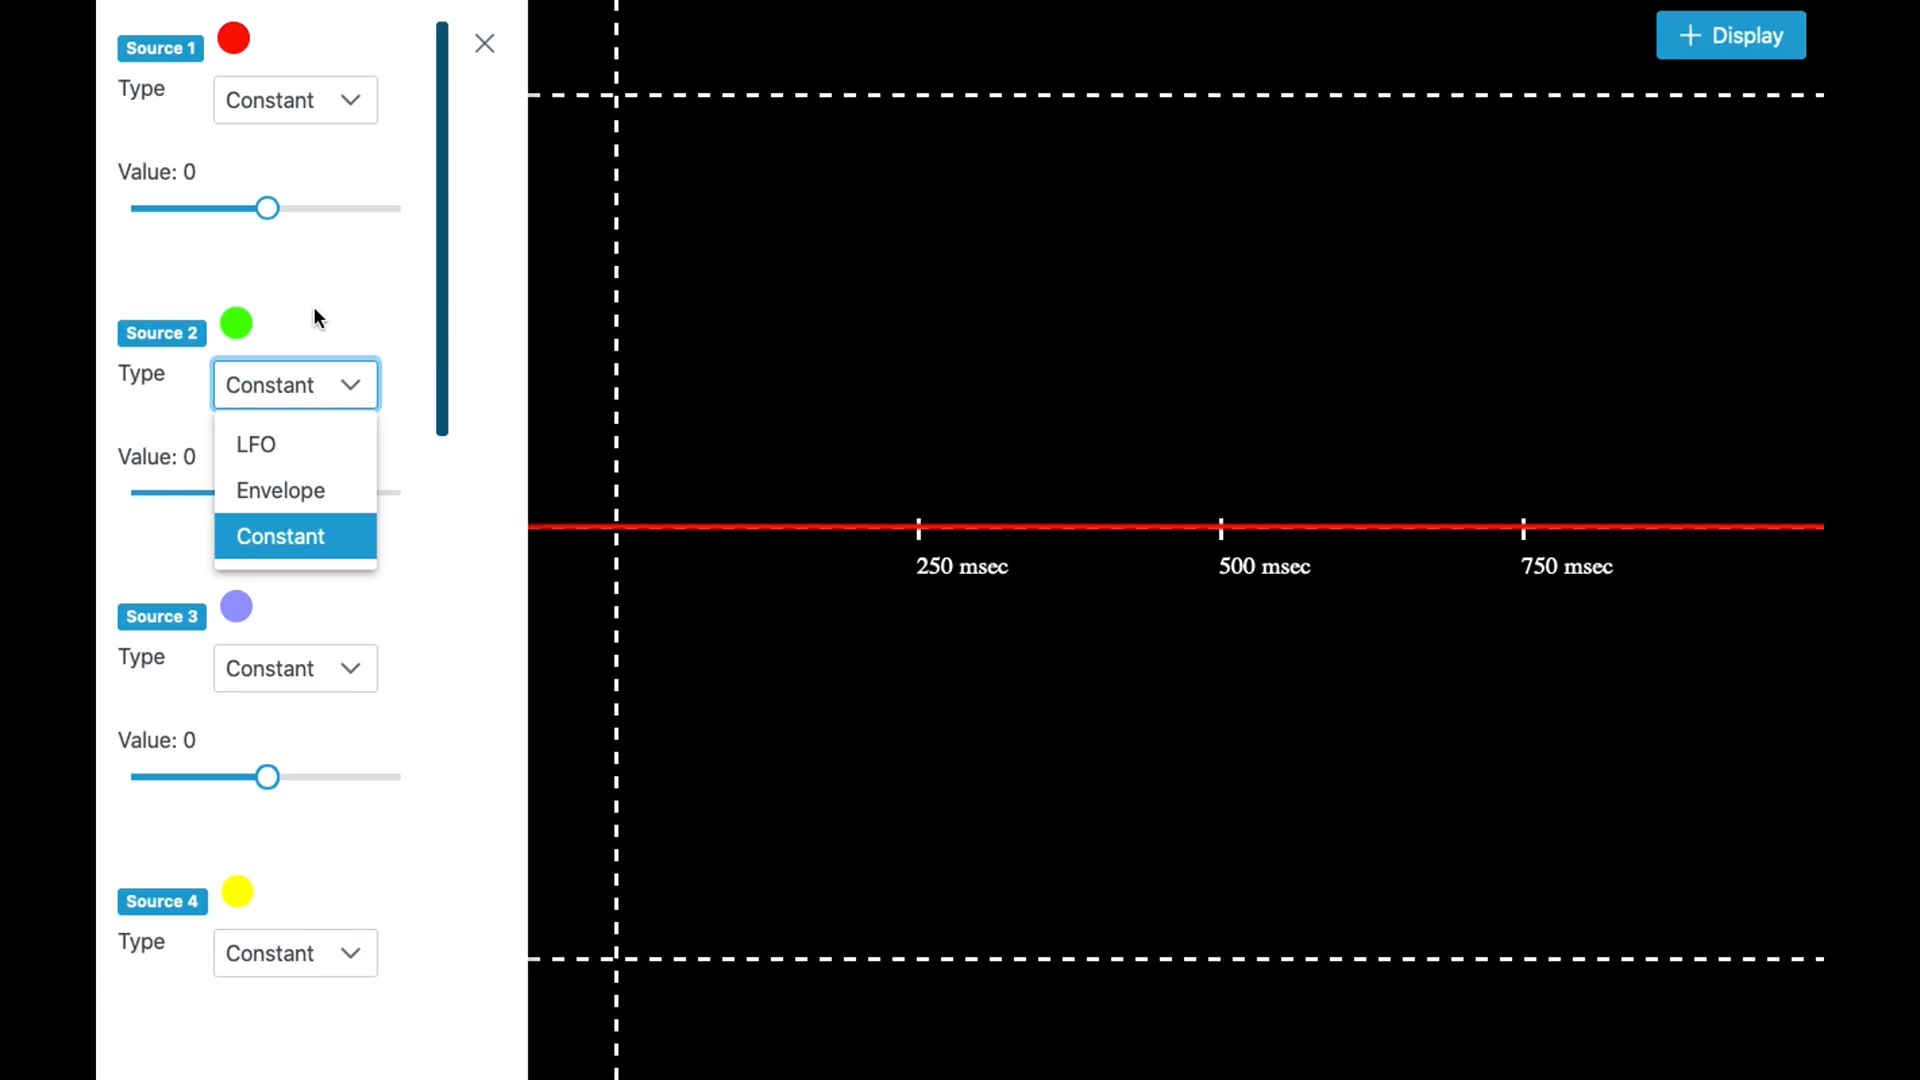 Source 1
Type
Constant
Value: 0
Source 2
Type
Constant
LFO
Value: 0
Envelope
Constant
Source 3
Type
Constant
Value: 0
Source 4
Type
Constant
Display
250 msec
500 msec
750 msec